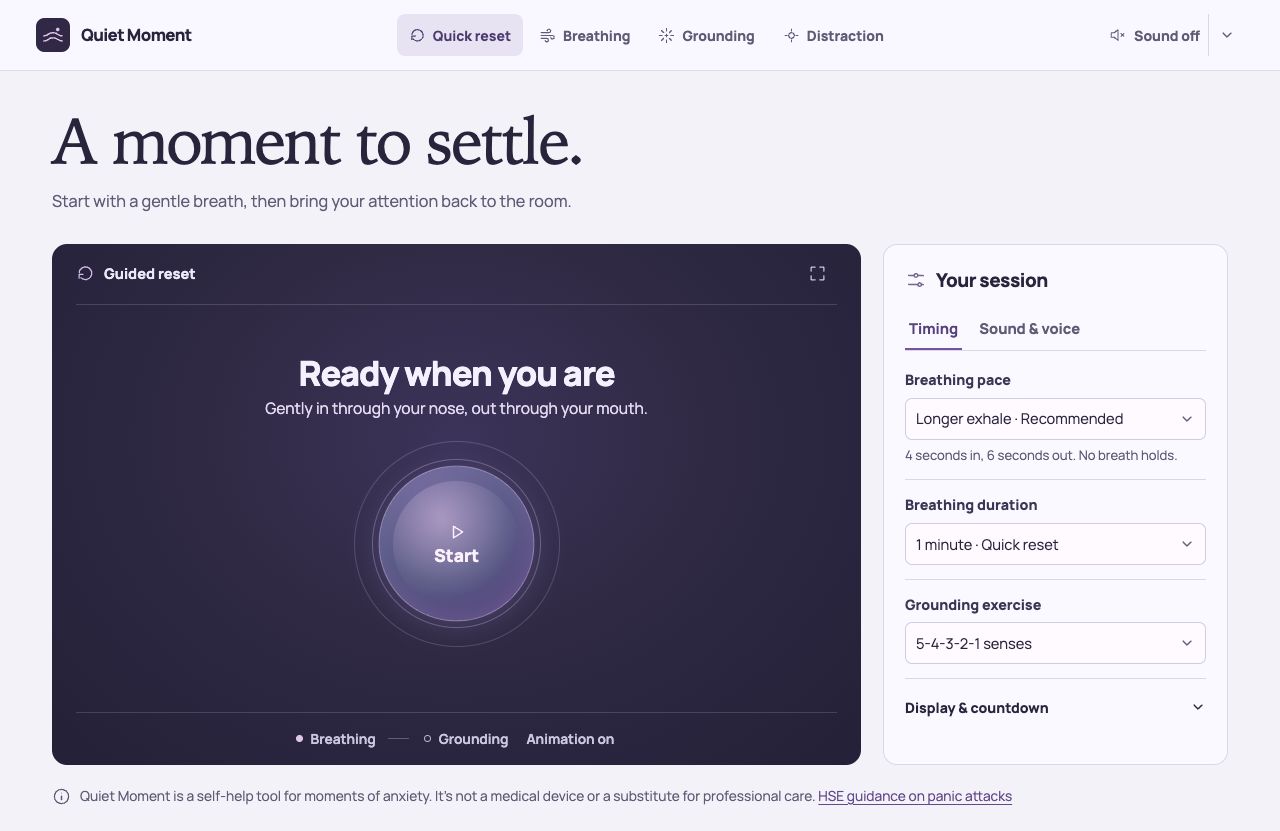 Quiet Moment
Quick reset
Breathing
Grounding
Distraction
Sound off
A moment to settle.
Start with a gentle breath, then bring your attention back to the room.
Guided reset
Ready when you are
Gently in through your nose, out through your mouth.
Start
Breathing
Grounding
Animation on
Your session
Timing
Sound & voice
Breathing pace
Longer exhale · Recommended
4 seconds in, 6 seconds out. No breath holds.
Breathing duration
1 minute · Quick reset
Grounding exercise
5-4-3-2-1 senses
Display & countdown
Quiet Moment is a self-help tool for moments of anxiety. It's not a medical device or a substitute for professional care. HSE guidance on panic attacks